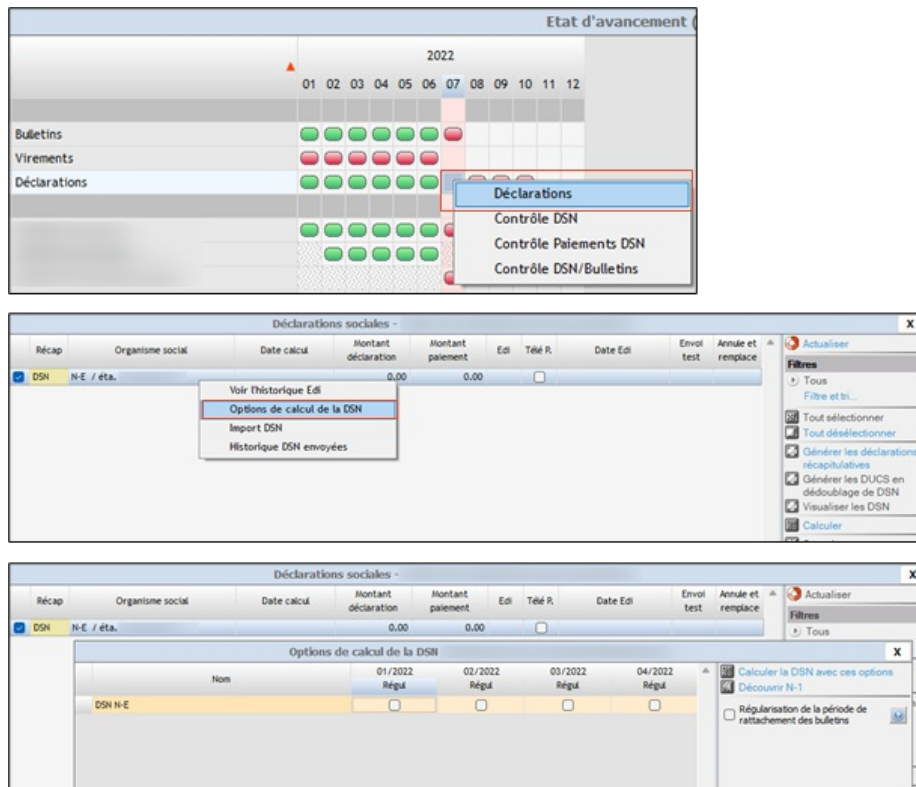 Etat d'avancement (
2022
01 02 03 04 05 06 07 08 09 10 11 12
Bulletins
Virements
Déclarations
Déclarations
Contrôle DSN
Contrôle Paiements DSN
Contrôle DSN/Bulletins
Déclarations sociales -
X
Récap Organisme social Date calcul Montant déclaration Montant paiement Edi Télé R. Date Edi Envoi test Annule et remplace
DSN N-E / éta. 0.00 0.00
Voir l'historique Edi
Options de calcul de la DSN
Import DSN
Historique DSN envoyées
Actualiser
Filtres
Tous
Filtre et tri...
Tout sélectionner
Tout désélectionner
Générer les déclarations
récapitulatives
Générer les DUCS en
dédoublage de DSN
Visualiser les DSN
Calculer
Déclarations sociales -
X
Récap Organisme social Date calcul Montant déclaration Montant paiement Edi Télé R. Date Edi Envoi test Annule et remplace
DSN N-E / éta. 0.00 0.00
Actualiser
Filtres
Tous
Options de calcul de la DSN
X
Nom 01/2022 02/2022 03/2022 04/2022
Régul Régul Régul Régul
DSN N-E
Calculer la DSN avec ces options
Découvrir N-1
Régularisation de la période de
rattachement des bulletins